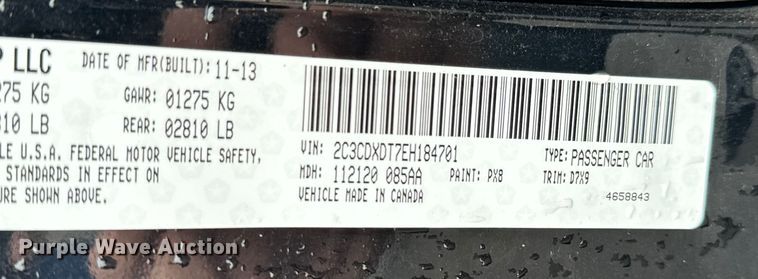 P LLC DATE OF MFR(BUILT): 11-13
275 KG GAWR: 01275 KG
810 LB REAR: 02810 LB
LE U.S.A. FEDERAL MOTOR VEHICLE SAFETY,
STANDARDS IN EFFECT ON
URE SHOWN ABOVE.
VIN: 2C3CDXDT7EH184701 TYPE: PASSENGER CAR
MDH: 112120 085AA PAINT: PX8 TRIM: D7X9
VEHICLE MADE IN CANADA 4658843
Purple Wave Auction